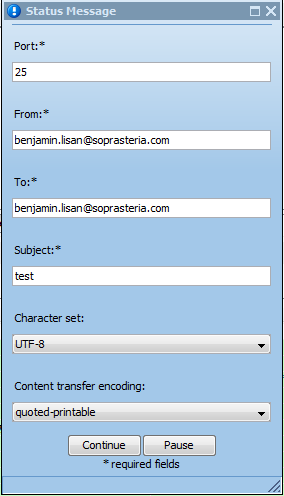 Status Message
Port:*
25
From:*
benjamin.lisan@soprasteria.com
To:*
benjamin.lisan@soprasteria.com
Subject:*
test
Character set:
UTF-8
Content transfer encoding:
quoted-printable
Continue Pause
* required fields